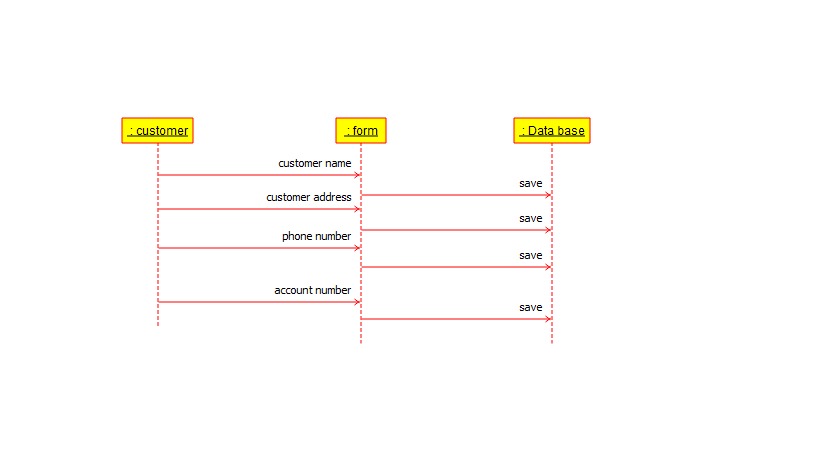 : customer
: form
: Data base
customer name
save
customer address
save
phone number
save
account number
save